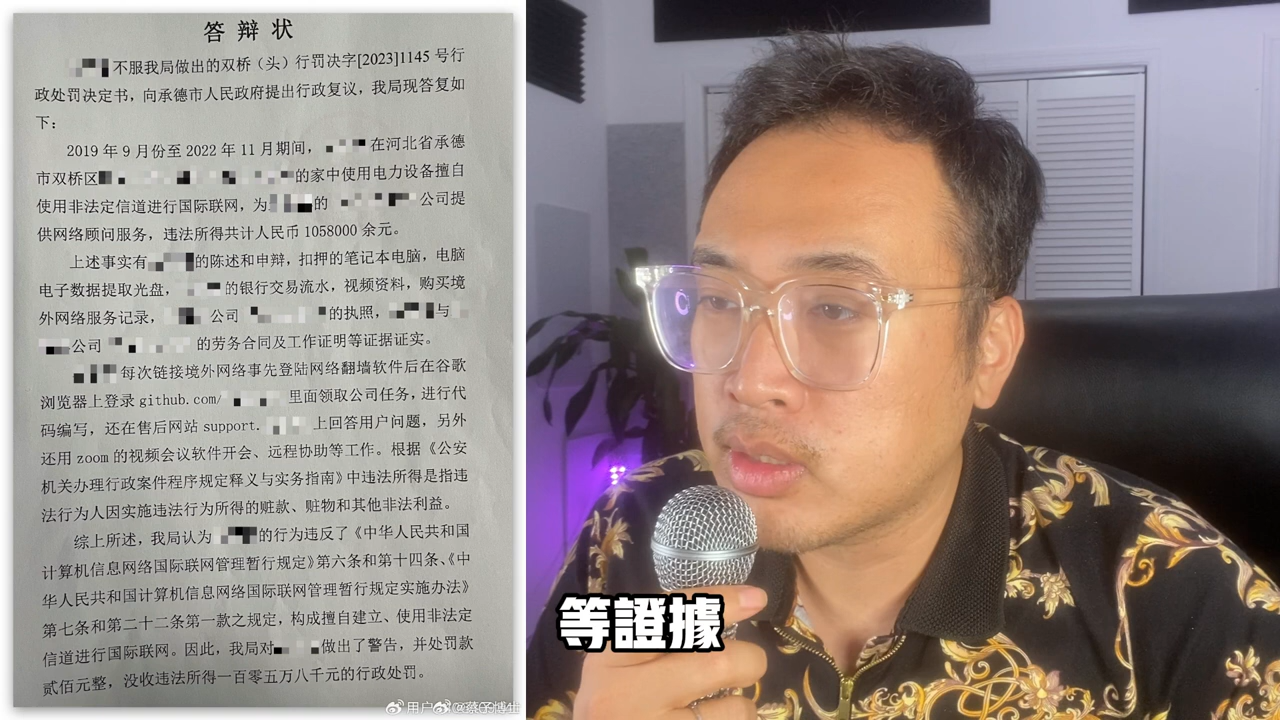 答辩状
不服我局做出的双桥（头）行罚决字[2023]1145号行
政处罚决定书，向承德市人民政府提出行政复议，我局现答复如
下：
2019年9月份至2022年11月期间，在河北省承德
市双桥区的家中使用电力设备擅自
使用非法定信道进行国际联网，为的公司提
供网络顾问服务，违法所得共计人民币1058000余元。
上述事实有的陈述和申辩，扣押的笔记本电脑，电脑
电子数据提取光盘，的银行交易流水，视频资料，购买境
外网络服务记录，公司的执照，与
公司的劳务合同及工作证明等证据证实。
每次链接境外网络事先登陆网络翻墙软件后在谷歌
浏览器上登录github.com/里面领取公司任务，进行代
码编写，还在售后网站support.上回答用户问题，另外
还用zoom的视频会议软件开会、远程协助等工作。根据《公安
机关办理行政案件程序规定释义与实务指南》中违法所得是指违
法行为人因实施违法行为所得的赃款、赃物和其他非法利益。
综上所述，我局认为的行为违反了《中华人民共和国
计算机信息网络国际联网管理暂行规定》第六条和第十四条、《中
华人民共和国计算机信息网络国际联网管理暂行规定实施办法》
第七条和第二十二条第一款之规定，构成擅自建立、使用非法定
信道进行国际联网。因此，我局对做出了警告，并处罚款
贰佰元整，没收违法所得一百零五万八千元的行政处罚。
等證據